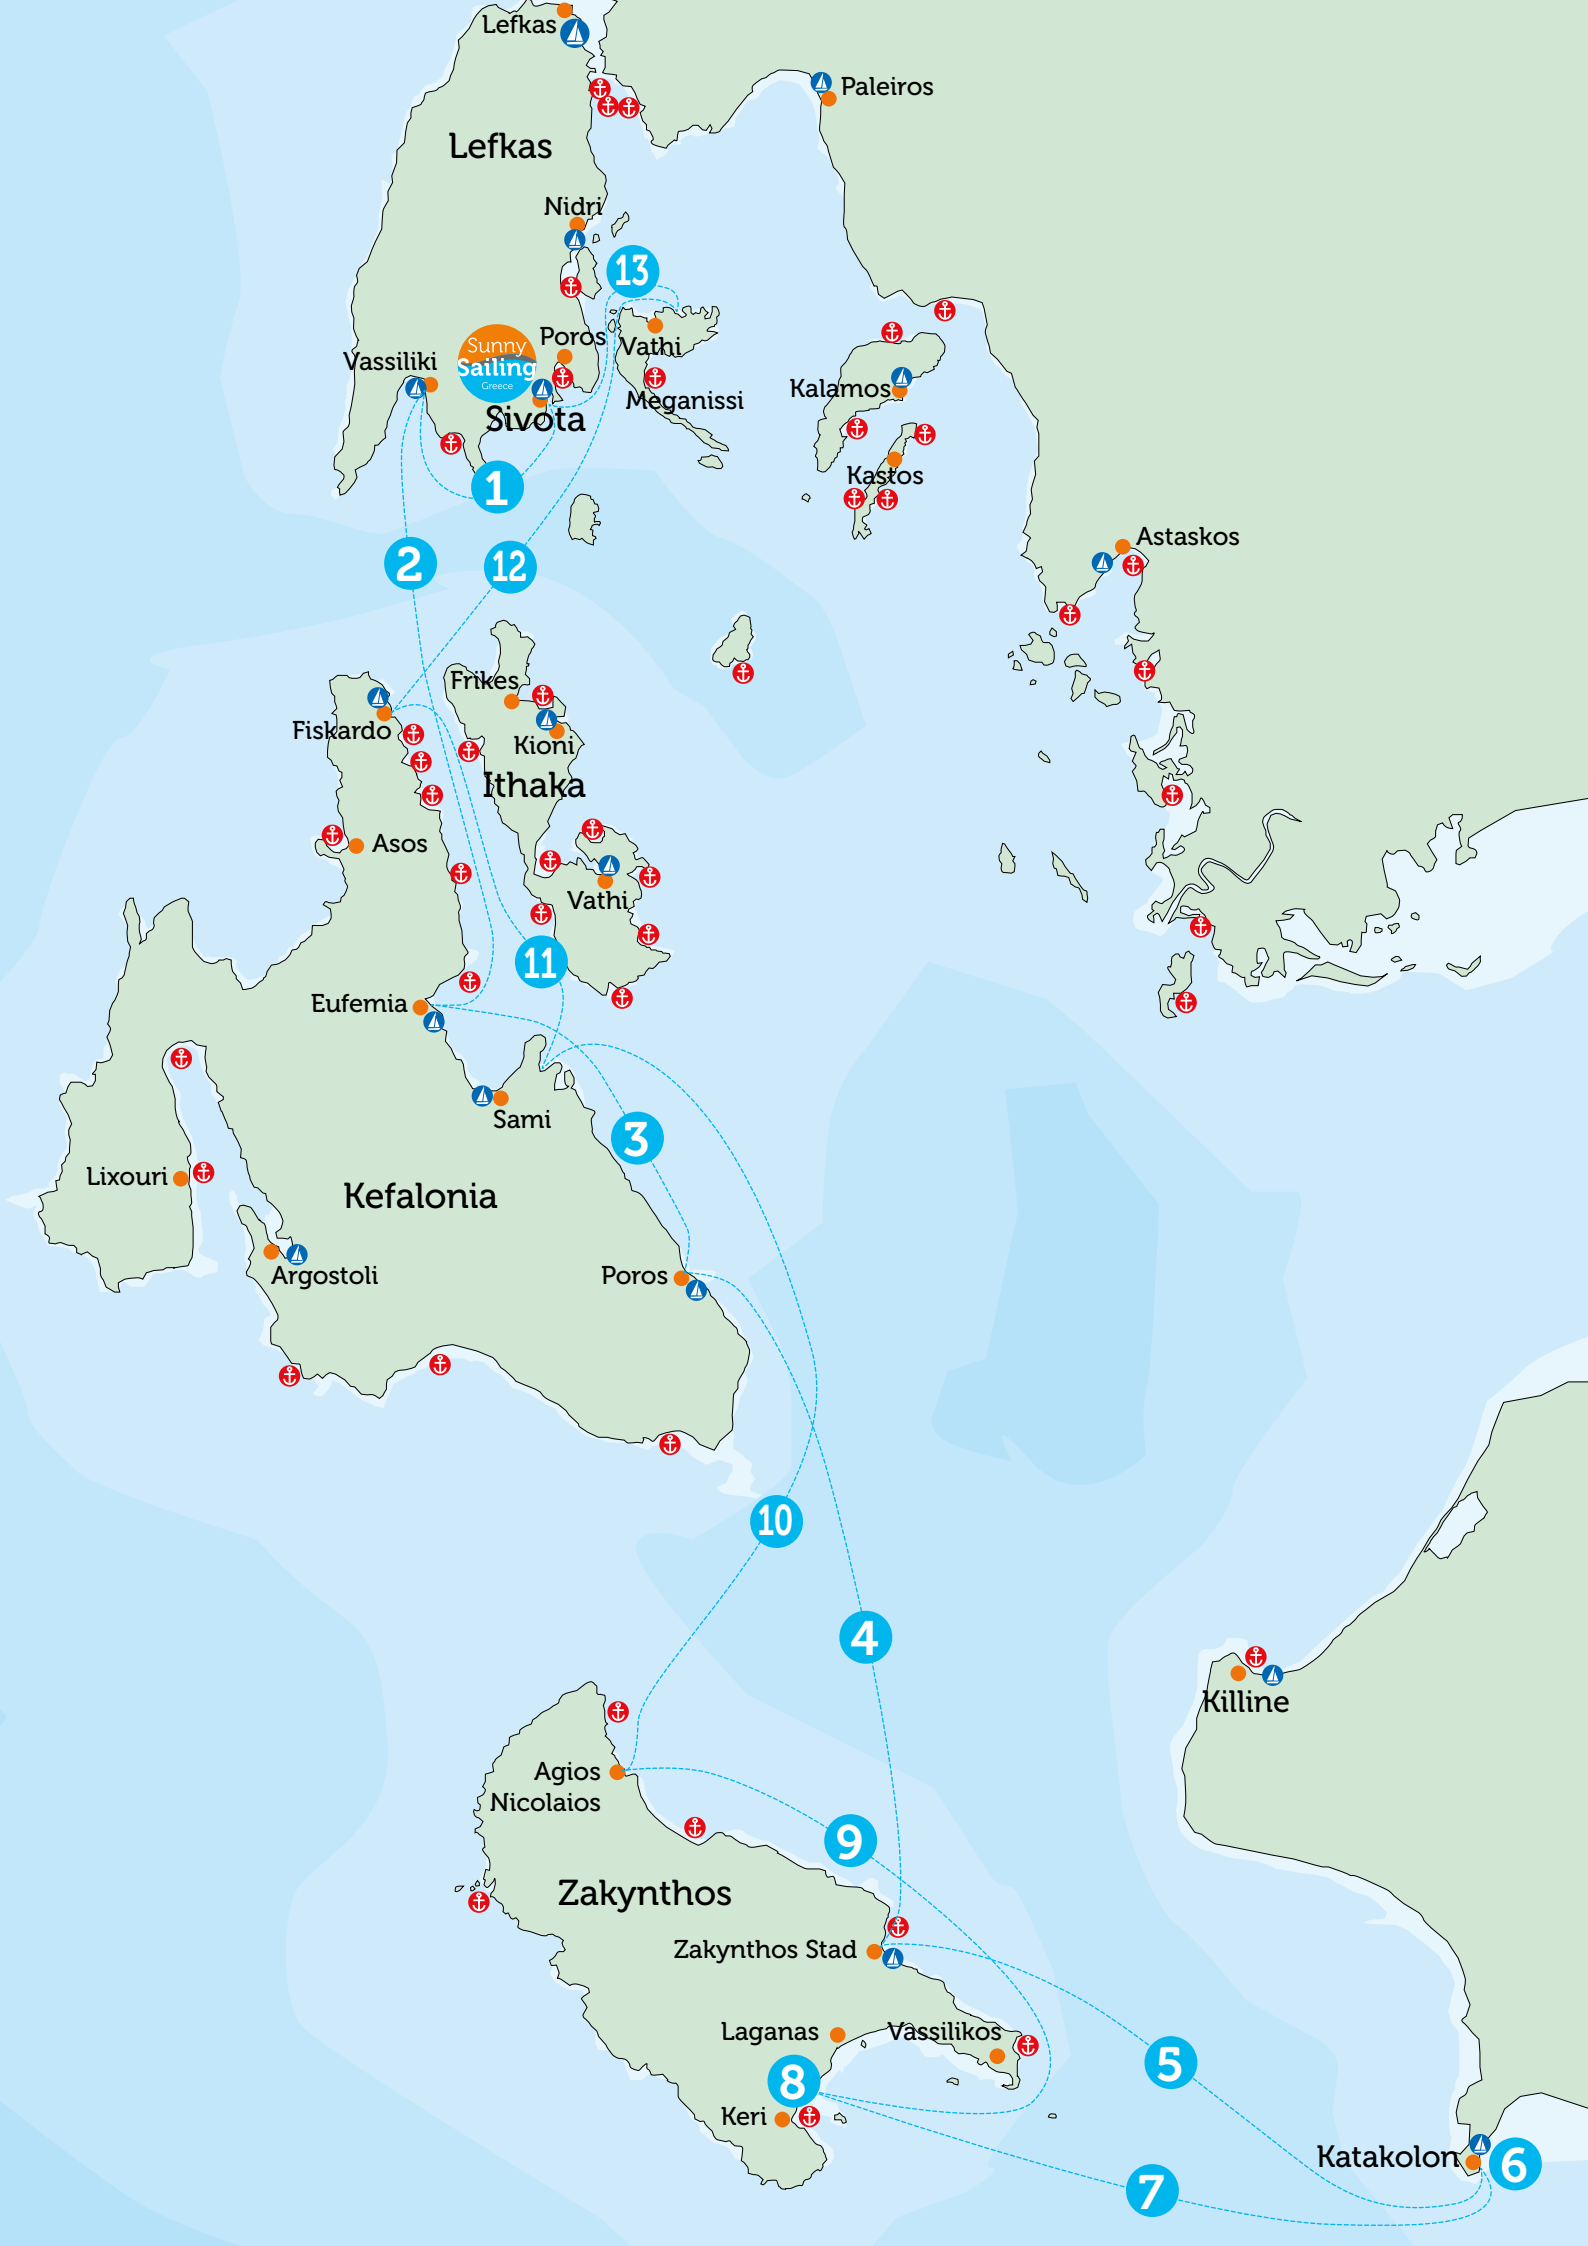 Lefkas
Paleiros
Lefkas
Nidri
13
Sunny
Sailing
Greece
Poros
Vathi
Vassiliki
Meganissi
Kalamos
Sivota
Kastos
1
2
12
Astaskos
Frikes
Fiskardo
Kioni
Ithaka
Asos
Vathi
11
Eufemia
Sami
3
Lixouri
Kefalonia
Argostoli
Poros
10
4
Killine
Agios
Nicolaios
9
Zakynthos
Zakynthos Stad
Laganas
Vassilikos
5
8
Keri
Katakolon
6
7